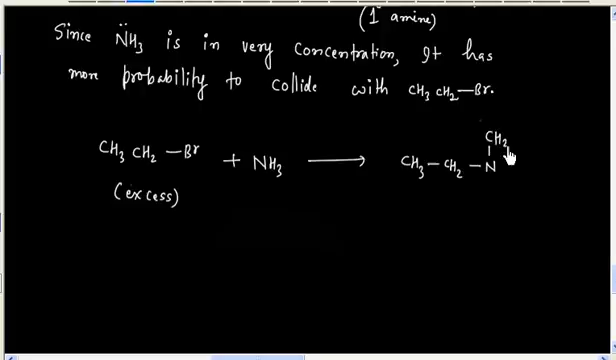 (1° amine)
Since N̈H₃ is in very concentration, It has
more probability to collide with CH₃ CH₂—Br.
CH₃ CH₂ —Br + NH₃ ⟶ CH₃ — CH₂ — N
CH₂
(excess)